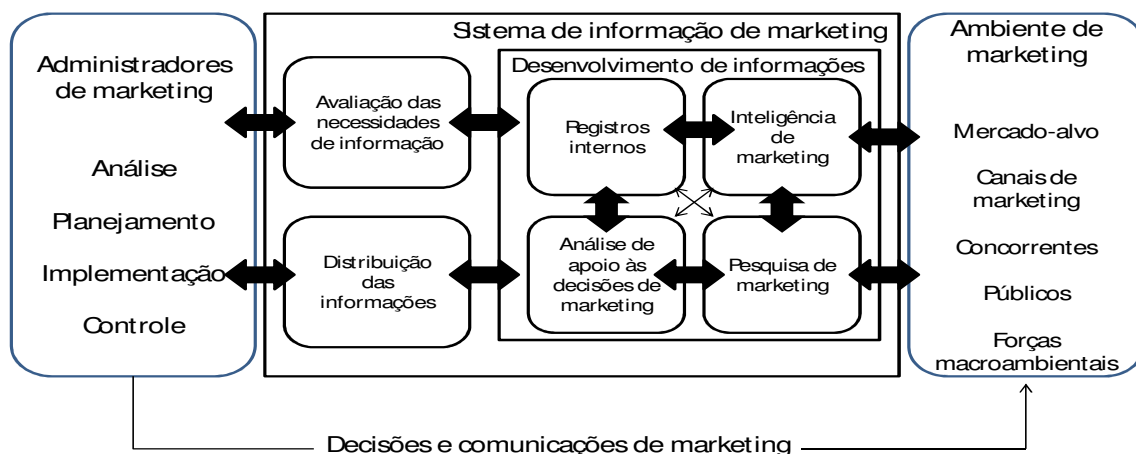 Administradores
de marketing
Análise
Planejamento
Implementação
Controle
Sistema de informação de marketing
Avaliação das
necessidades
de informação
Distribuição
das
informações
Desenvolvimento de informações
Registros
internos
Inteligência
de
marketing
Análise de
apoio às
decisões de
marketing
Pesquisa de
marketing
Ambiente de
marketing
Mercado-alvo
Canais de
marketing
Concorrentes
Públicos
Forças
macroambientais
Decisões e comunicações de marketing